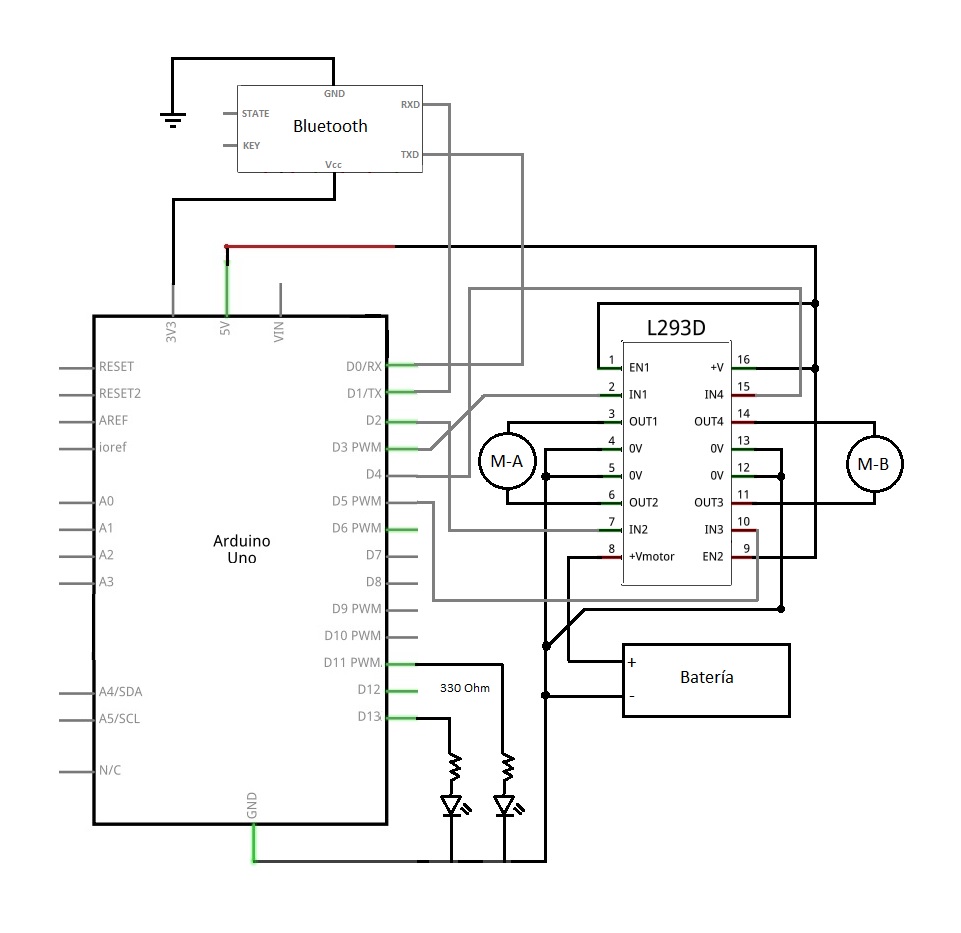 GND
STATE
RXD
Bluetooth
KEY
TXD
Vcc
3V3
5V
VIN
RESET
D0/RX
RESET2
D1/TX
AREF
D2
ioref
D3 PWM
D4
A0
D5 PWM
A1
D6 PWM
Arduino
Uno
A2
D7
A3
D8
D9 PWM
D10 PWM
D11 PWM.
A4/SDA
D12
A5/SCL
D13
N/C
GND
330 Ohm
L293D
1 EN1 +V 16
2 IN1 IN4 15
3 OUT1 OUT4 14
4 0V 0V 13
M-A
M-B
5 0V 0V 12
6 OUT2 OUT3 11
7 IN2 IN3 10
8 +Vmotor EN2 9
+
Batería
-